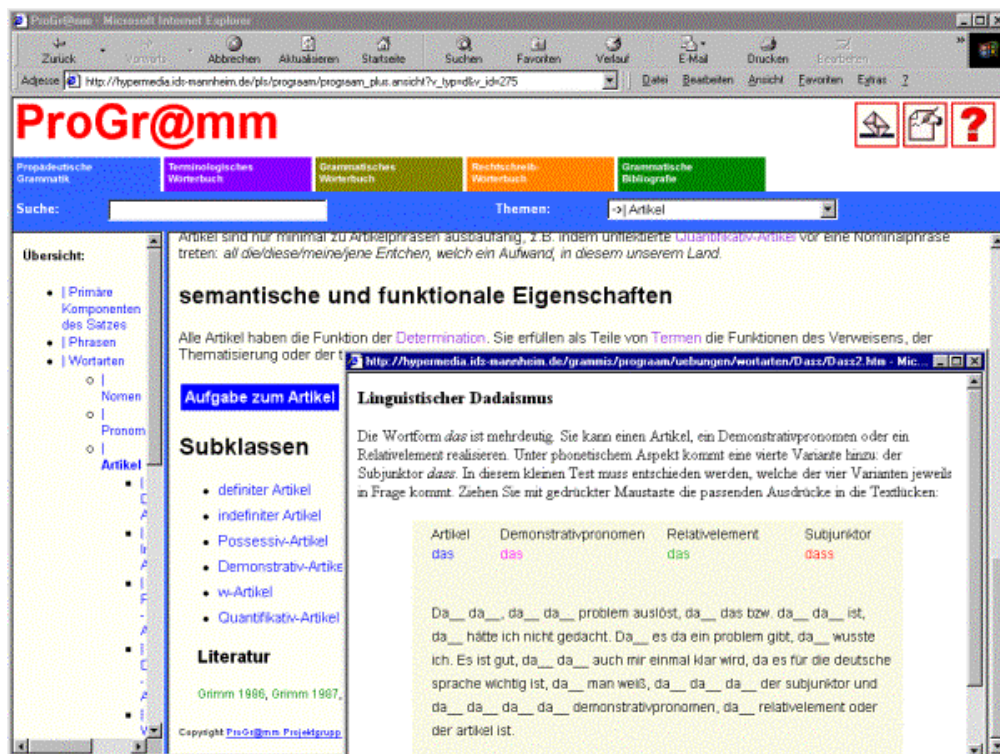 ProGr@mm - Microsoft Internet Explorer
Zurück Vorwärts Abbrechen Aktualisieren Startseite Suchen Favoriten Verlauf E-Mail Drucken Bearbeiten
Adresse http://hypermedia.ids-mannheim.de/pls/prograam/prograam_plus.ansicht?v_typ=d&v_id=275 Datei Bearbeiten Ansicht Favoriten Extras ?
ProGr@mm
Propädeutische Grammatik
Terminologisches Wörterbuch
Grammatisches Wörterbuch
Rechtschreib-Wörterbuch
Grammatische Bibliografie
Suche: Themen: ->| Artikel
Übersicht:
| Primäre
Komponenten
des Satzes
| Phrasen
| Wortarten
|
Nomen
|
Pronom
|
Artikel
Artikel sind nur minimal zu Artikelphrasen ausbaufähig, z.B. indem unflektierte Quantifikativ-Artikel vor eine Nominalphrase
treten: all die/diese/meine/jene Entchen, welch ein Aufwand, in diesem unserem Land.
semantische und funktionale Eigenschaften
Alle Artikel haben die Funktion der Determination. Sie erfüllen als Teile von Termen die Funktionen des Verweisens, der
Thematisierung oder der t
Aufgabe zum Artikel
Subklassen
definiter Artikel
indefiniter Artikel
Possessiv-Artikel
Demonstrativ-Artike
w-Artikel
Quantifikativ-Artikel
Literatur
Grimm 1986, Grimm 1987,
Copyright ProGr@mm Projektgrupp
http://hypermedia.ids-mannheim.de/grammis/prograam/uebungen/wortarten/Dass/Dass2.htm - Mic...
Linguistischer Dadaismus
Die Wortform das ist mehrdeutig. Sie kann einen Artikel, ein Demonstrativpronomen oder ein
Relativelement realisieren. Unter phonetischem Aspekt kommt eine vierte Variante hinzu: der
Subjunktor dass. In diesem kleinen Test muss entschieden werden, welche der vier Varianten jeweils
in Frage kommt. Ziehen Sie mit gedrückter Maustaste die passenden Ausdrücke in die Textlücken:
Artikel Demonstrativpronomen Relativelement Subjunktor
das das das dass
Da__ da__, da__ da__ problem auslöst, da__ das bzw. da__ da__ ist,
da__ hätte ich nicht gedacht. Da__ es da ein problem gibt, da__ wusste
ich. Es ist gut, da__ da__ auch mir einmal klar wird, da es für die deutsche
sprache wichtig ist, da__ man weiß, da__ da__ da__ der subjunktor und
da__ da__ da__ da__ demonstrativpronomen, da__ relativelement oder
der artikel ist.